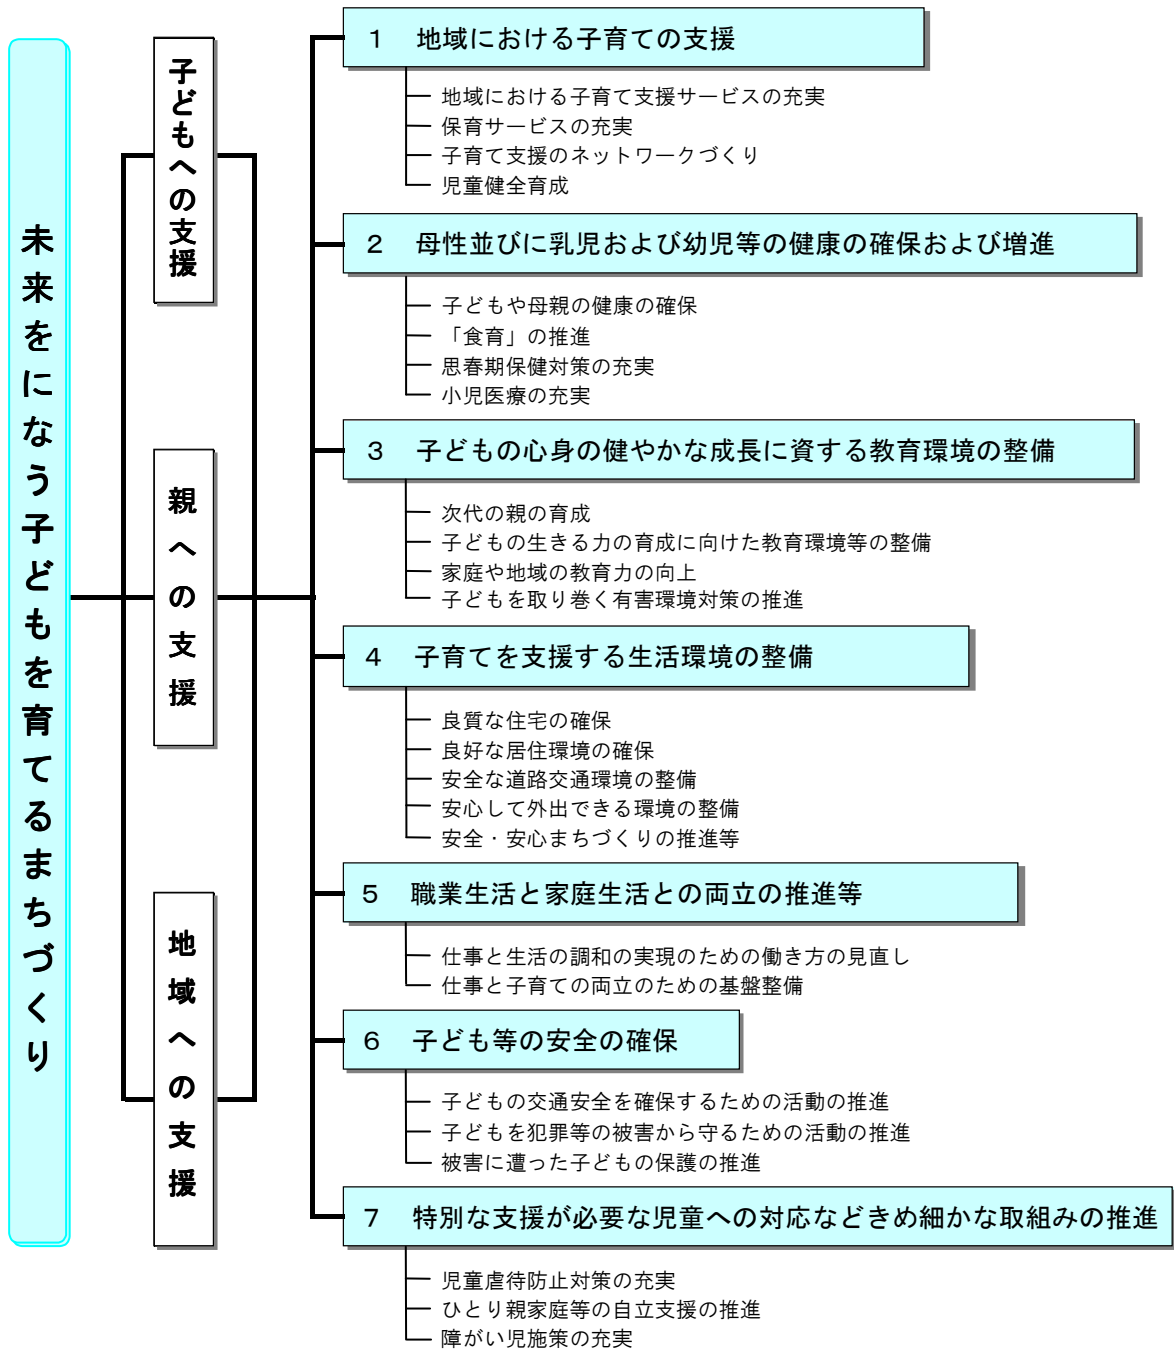 未来をになう子どもを育てるまちづくり
子どもへの支援
親への支援
地域への支援
１　地域における子育ての支援
地域における子育て支援サービスの充実
保育サービスの充実
子育て支援のネットワークづくり
児童健全育成
２　母性並びに乳児および幼児等の健康の確保および増進
子どもや母親の健康の確保
「食育」の推進
思春期保健対策の充実
小児医療の充実
３　子どもの心身の健やかな成長に資する教育環境の整備
次代の親の育成
子どもの生きる力の育成に向けた教育環境等の整備
家庭や地域の教育力の向上
子どもを取り巻く有害環境対策の推進
４　子育てを支援する生活環境の整備
良質な住宅の確保
良好な居住環境の確保
安全な道路交通環境の整備
安心して外出できる環境の整備
安全・安心まちづくりの推進等
５　職業生活と家庭生活との両立の推進等
仕事と生活の調和の実現のための働き方の見直し
仕事と子育ての両立のための基盤整備
６　子ども等の安全の確保
子どもの交通安全を確保するための活動の推進
子どもを犯罪等の被害から守るための活動の推進
被害に遭った子どもの保護の推進
７　特別な支援が必要な児童への対応などきめ細かな取組みの推進
児童虐待防止対策の充実
ひとり親家庭等の自立支援の推進
障がい児施策の充実